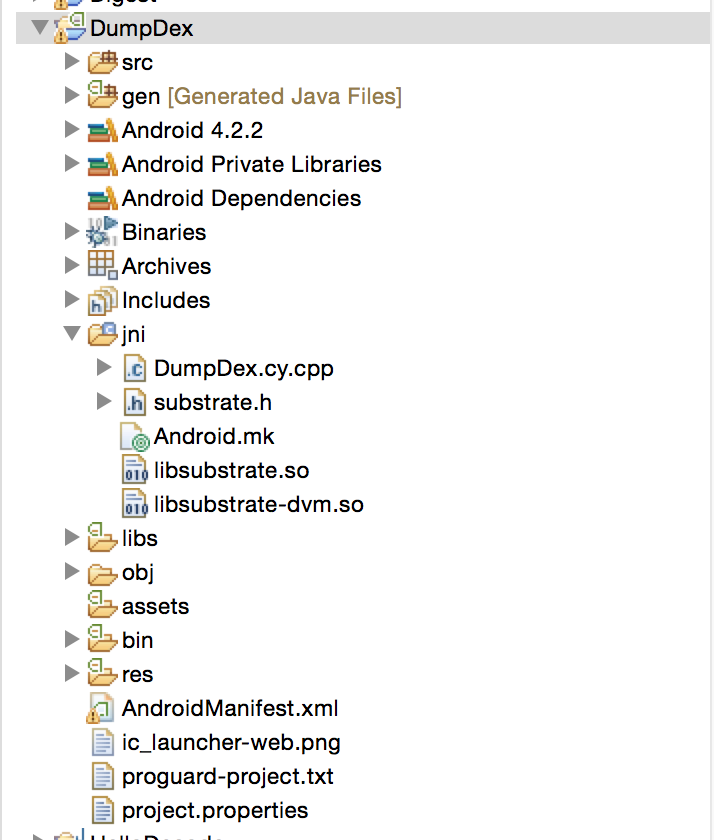 DumpDex
src
gen [Generated Java Files]
Android 4.2.2
Android Private Libraries
Android Dependencies
Binaries
Archives
Includes
jni
DumpDex.cy.cpp
substrate.h
Android.mk
libsubstrate.so
libsubstrate-dvm.so
libs
obj
assets
bin
res
AndroidManifest.xml
ic_launcher-web.png
proguard-project.txt
project.properties